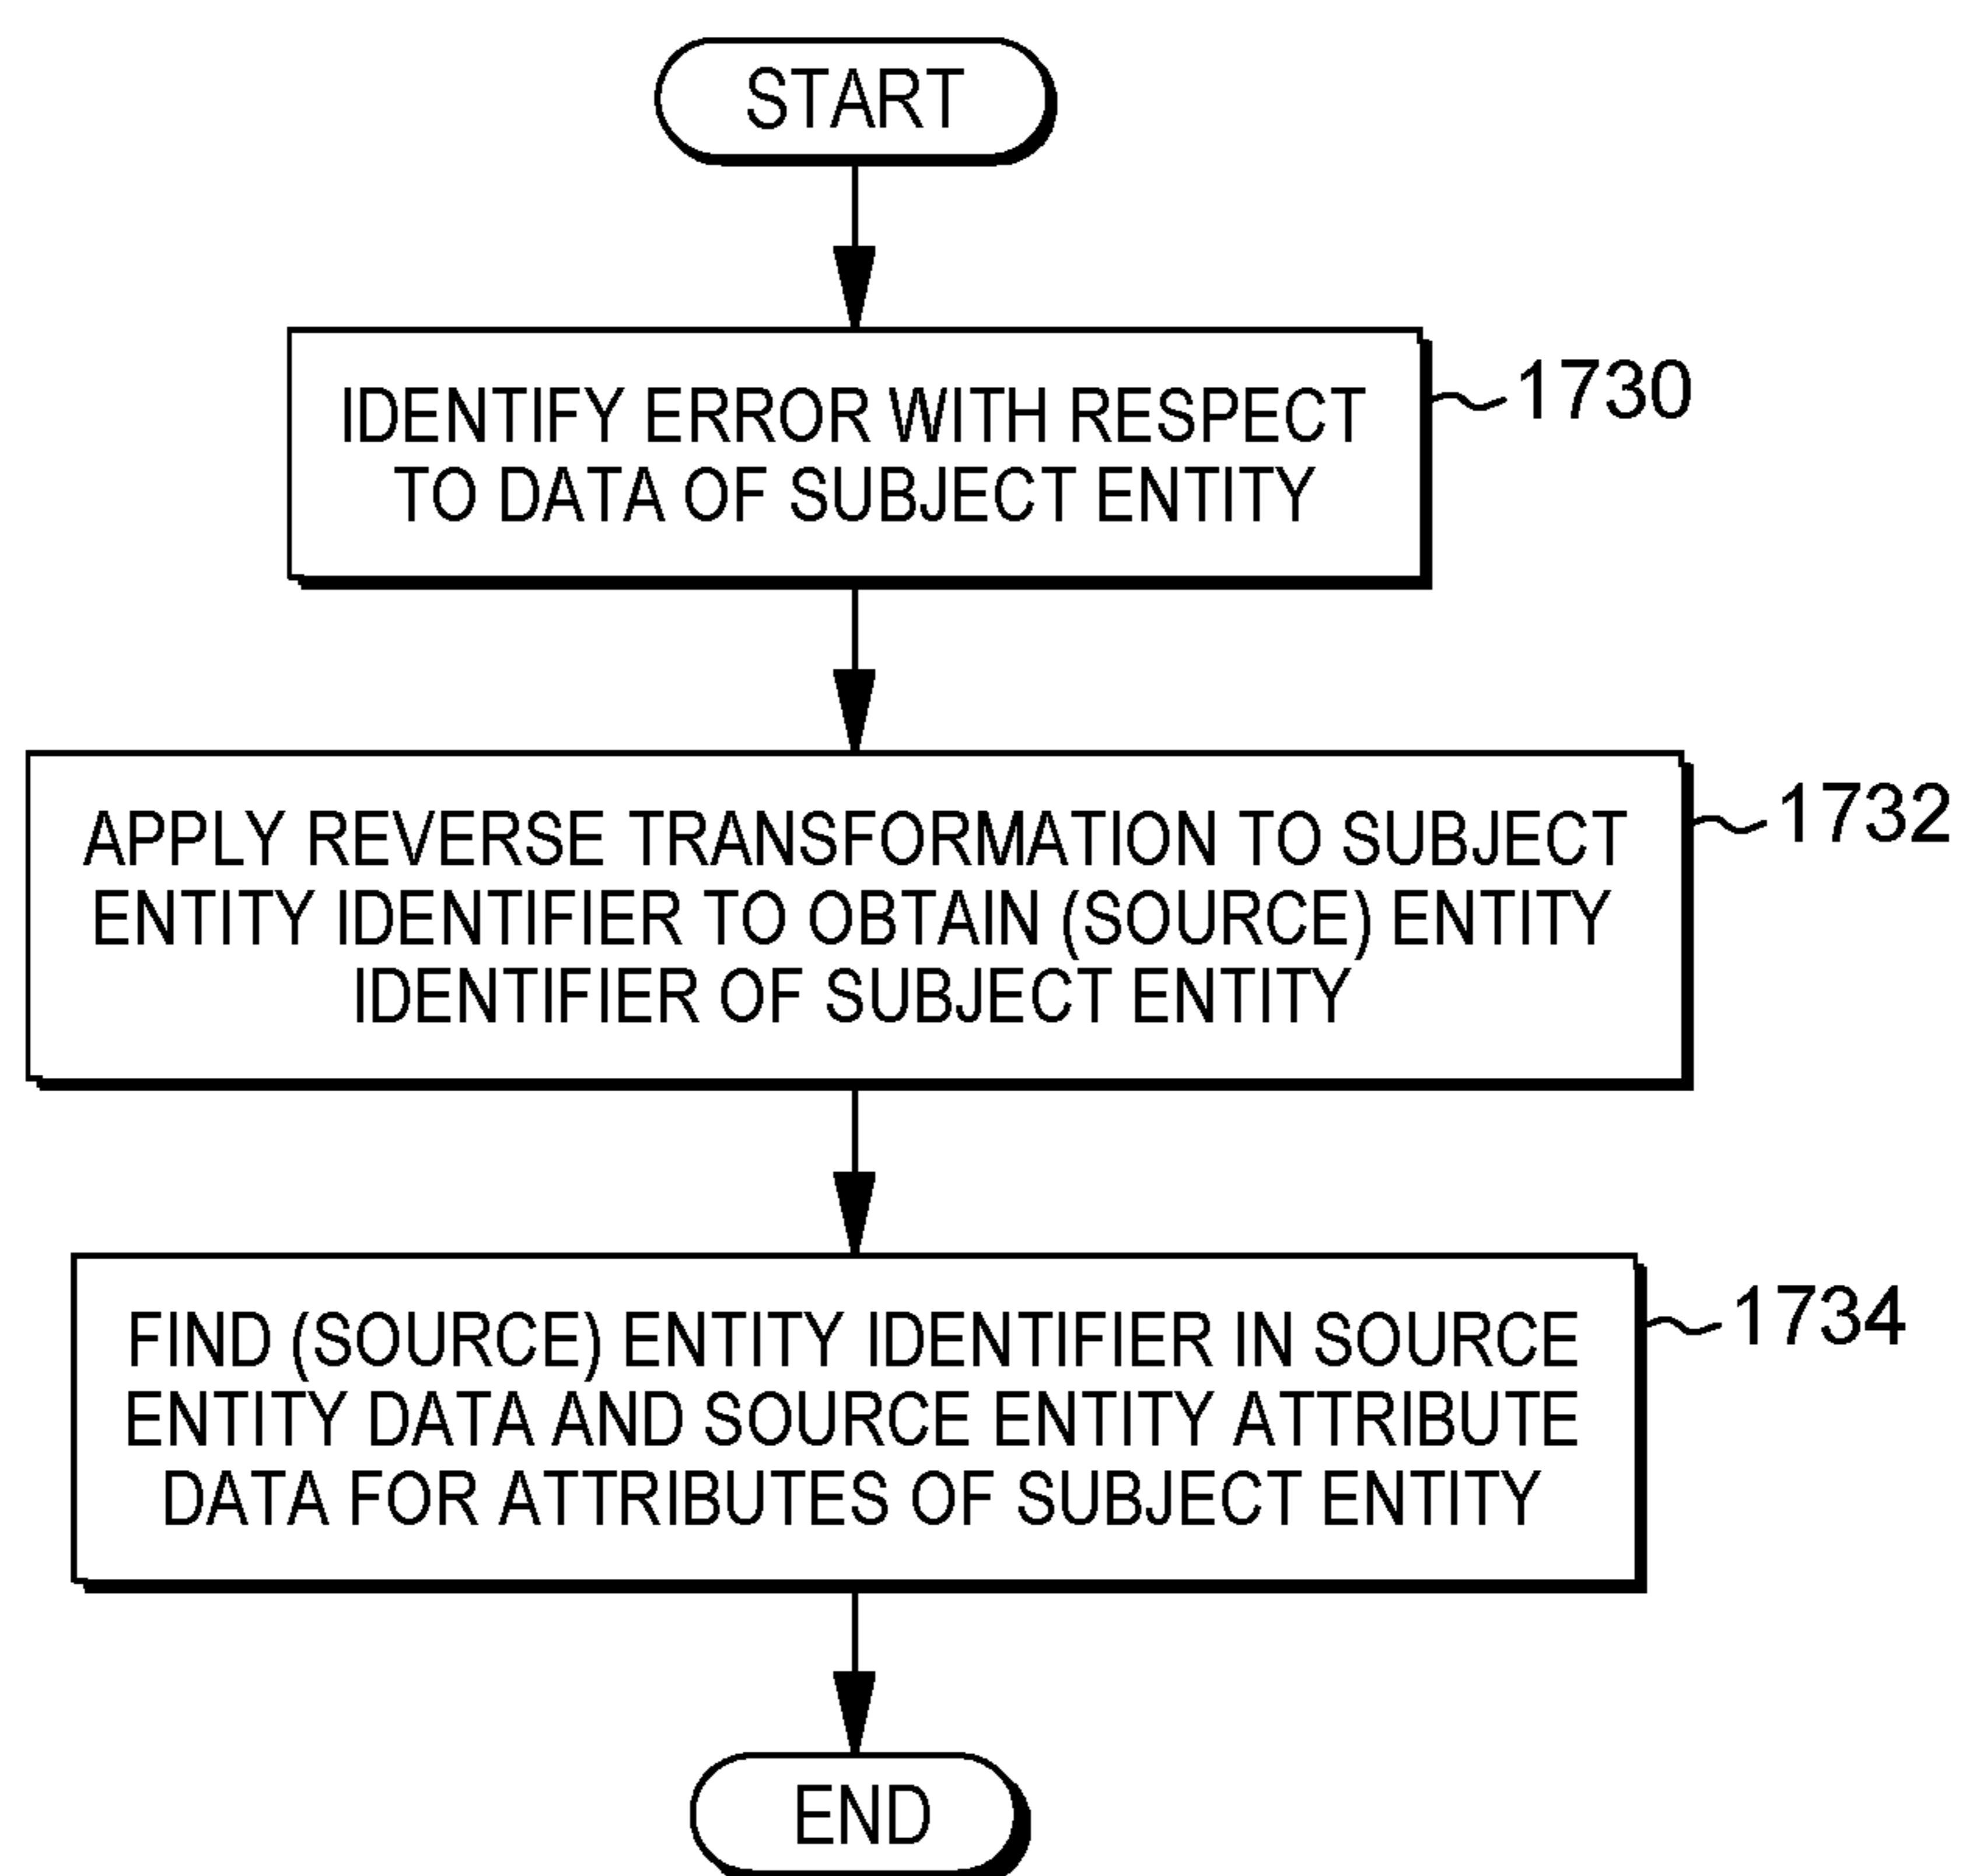 START
IDENTIFY ERROR WITH RESPECT
TO DATA OF SUBJECT ENTITY
1730
APPLY REVERSE TRANSFORMATION TO SUBJECT
ENTITY IDENTIFIER TO OBTAIN (SOURCE) ENTITY
IDENTIFIER OF SUBJECT ENTITY
1732
FIND (SOURCE) ENTITY IDENTIFIER IN SOURCE
ENTITY DATA AND SOURCE ENTITY ATTRIBUTE
DATA FOR ATTRIBUTES OF SUBJECT ENTITY
1734
END